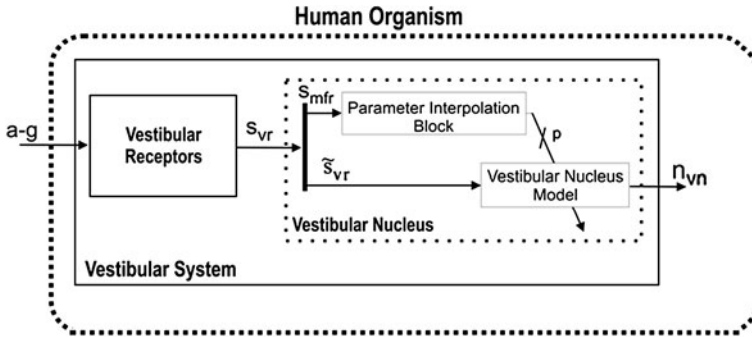 Human Organism
a-g
Vestibular
Receptors
s_vr
s_mfr
Parameter Interpolation
Block
p
s̃_vr
Vestibular Nucleus
Model
n_vn
Vestibular Nucleus
Vestibular System